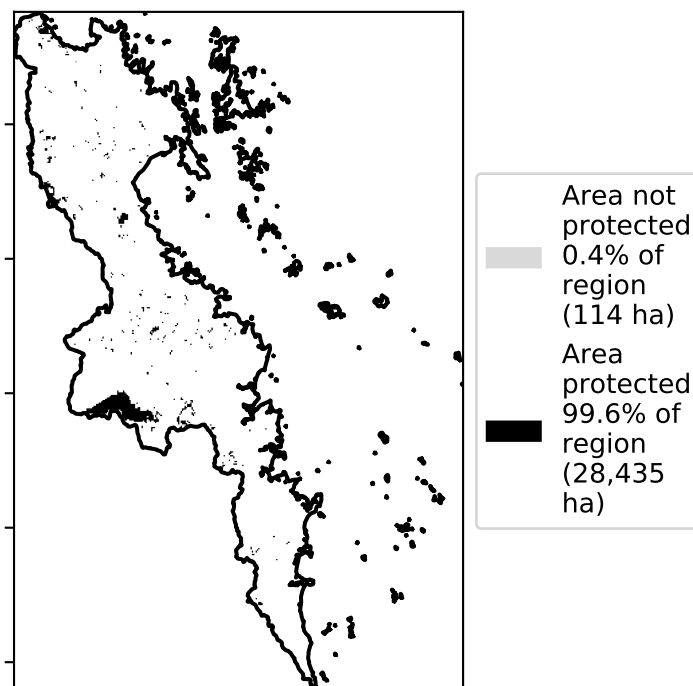 Area not
protected
0.4% of
region
(114 ha)
Area
protected
99.6% of
region
(28,435
ha)